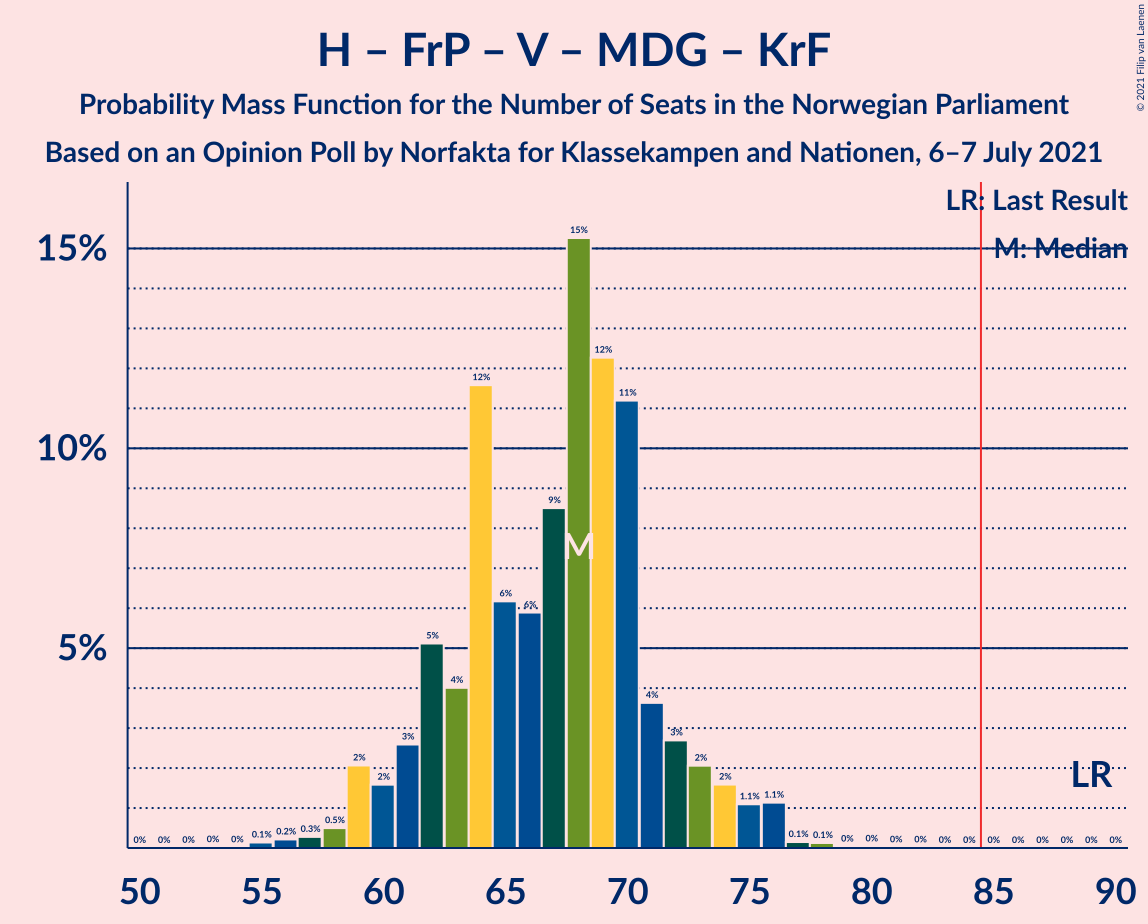 H – FrP – V – MDG – KrF
Probability Mass Function for the Number of Seats in the Norwegian Parliament
Based on an Opinion Poll by Norfakta for Klassekampen and Nationen, 6–7 July 2021
© 2021 Filip van Laenen
LR: Last Result
M: Median
15%
10%
5%
0% 0% 0% 0% 0% 0.1% 0.2% 0.3% 0.5% 2% 2% 3% 5% 4% 12% 6% 6% 9% 15% 12% 11% 4% 3% 2% 2% 1.1% 1.1% 0.1% 0.1% 0% 0% 0% 0% 0% 0% 0% 0% 0% 0% 0% 0%
M
LR
50 55 60 65 70 75 80 85 90